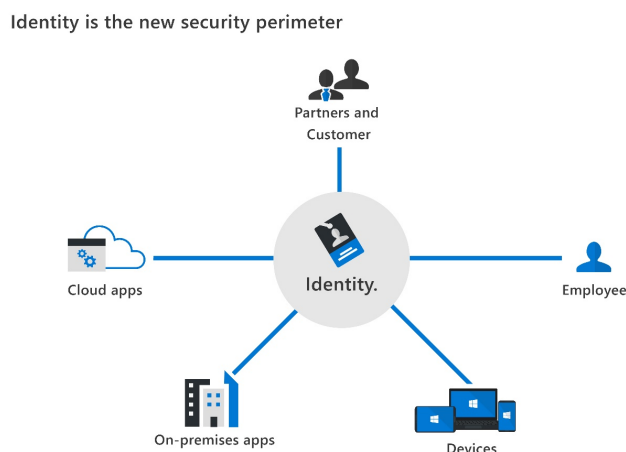 Identity is the new security perimeter
Partners and
Customer
Cloud apps
Identity.
Employee
On-premises apps
Devices